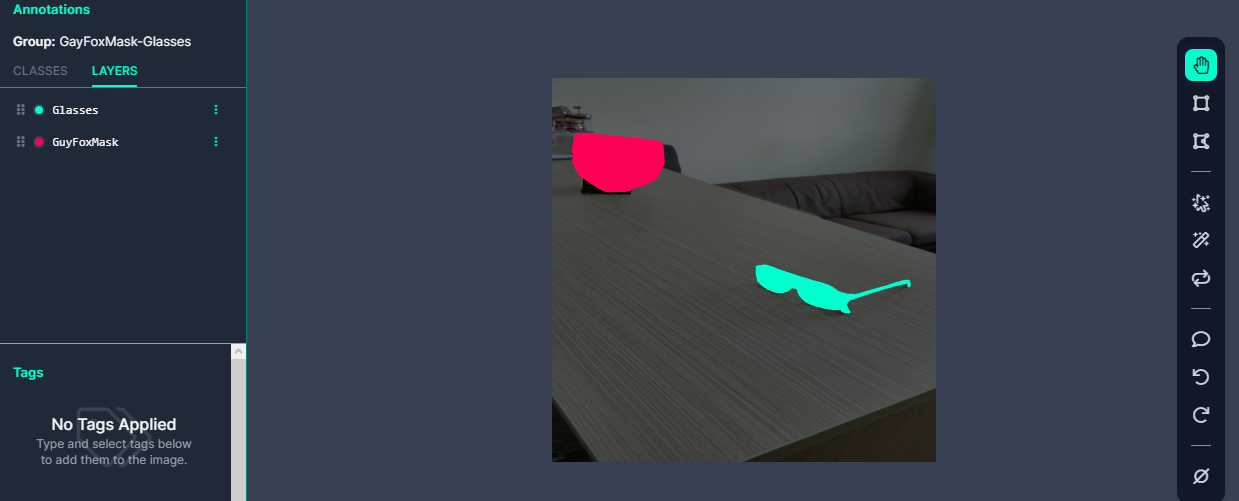 Annotations
Group: GayFoxMask-Glasses
CLASSES LAYERS
Glasses
GuyFoxMask
Tags
No Tags Applied
Type and select tags below
to add them to the image.